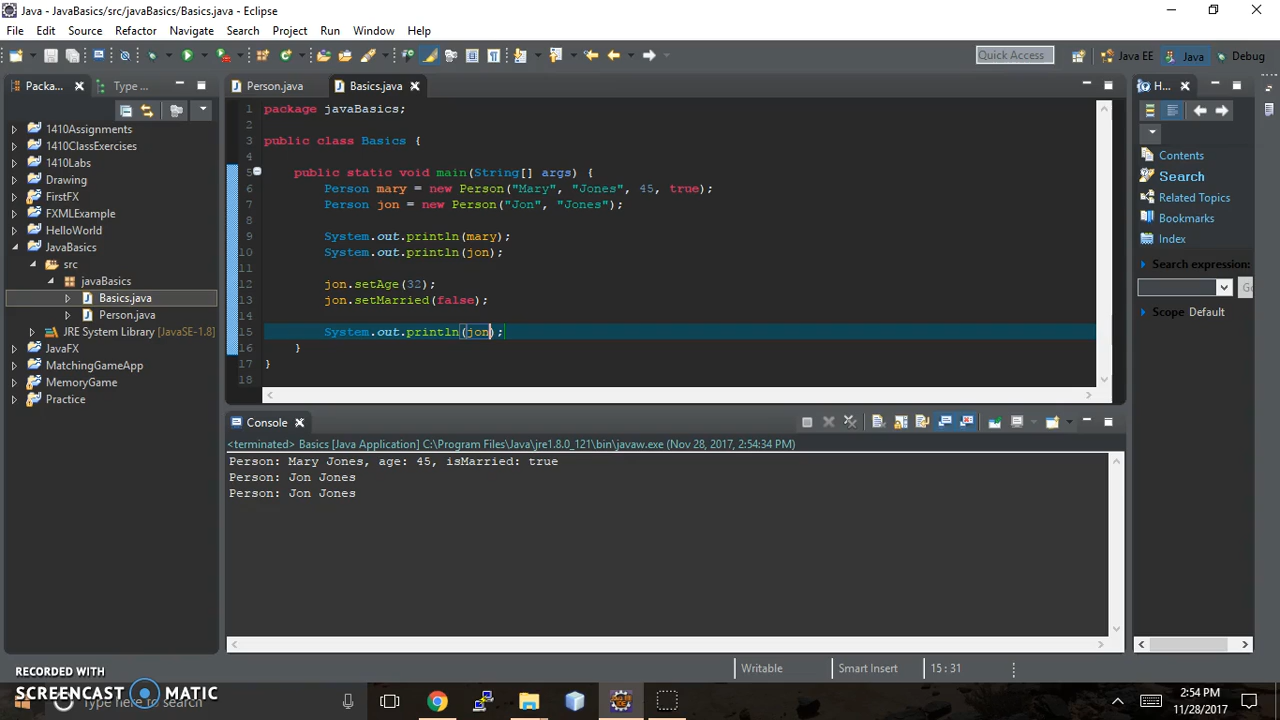 Java - JavaBasics/src/javaBasics/Basics.java - Eclipse
File Edit Source Refactor Navigate Search Project Run Window Help
Quick Access Java EE Java Debug
Packa... Type ...
1410Assignments
1410ClassExercises
1410Labs
Drawing
FirstFX
FXMLExample
HelloWorld
JavaBasics
src
javaBasics
Basics.java
Person.java
JRE System Library [JavaSE-1.8]
JavaFX
MatchingGameApp
MemoryGame
Practice
Person.java Basics.java
1 package javaBasics;
2
3 public class Basics {
4
5 public static void main(String[] args) {
6 Person mary = new Person("Mary", "Jones", 45, true);
7 Person jon = new Person("Jon", "Jones");
8
9 System.out.println(mary);
10 System.out.println(jon);
11
12 jon.setAge(32);
13 jon.setMarried(false);
14
15 System.out.println(jon);
16 }
17 }
18
H...
Contents
Search
Related Topics
Bookmarks
Index
Search expression:
Go
Scope Default
Console
<terminated> Basics [Java Application] C:\Program Files\Java\jre1.8.0_121\bin\javaw.exe (Nov 28, 2017, 2:54:34 PM)
Person: Mary Jones, age: 45, isMarried: true
Person: Jon Jones
Person: Jon Jones
Writable Smart Insert 15 : 31
RECORDED WITH
SCREENCAST MATIC
Type here to search
2:54 PM
11/28/2017